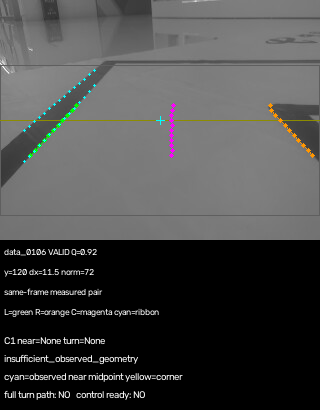 data_0106 VALID Q=0.92
y=120 dx=11.5 norm=72
same-frame measured pair
L=green R=orange C=magenta cyan=ribbon
C1 near=None turn=None
insufficient_observed_geometry
cyan=observed near midpoint yellow=corner
full turn path: NO control ready: NO